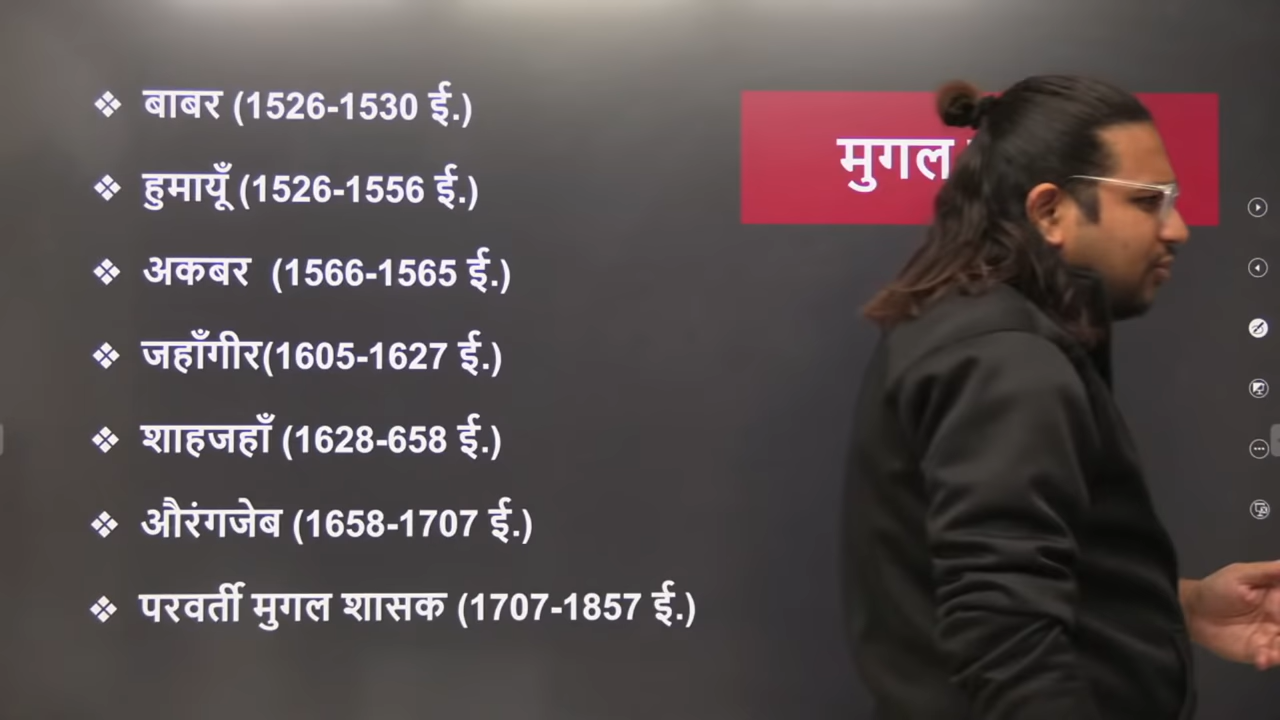 ❖ बाबर (1526-1530 ई.)
❖ हुमायूँ (1526-1556 ई.)
❖ अकबर (1566-1565 ई.)
❖ जहाँगीर(1605-1627 ई.)
❖ शाहजहाँ (1628-658 ई.)
❖ औरंगजेब (1658-1707 ई.)
❖ परवर्ती मुगल शासक (1707-1857 ई.)
मुगल